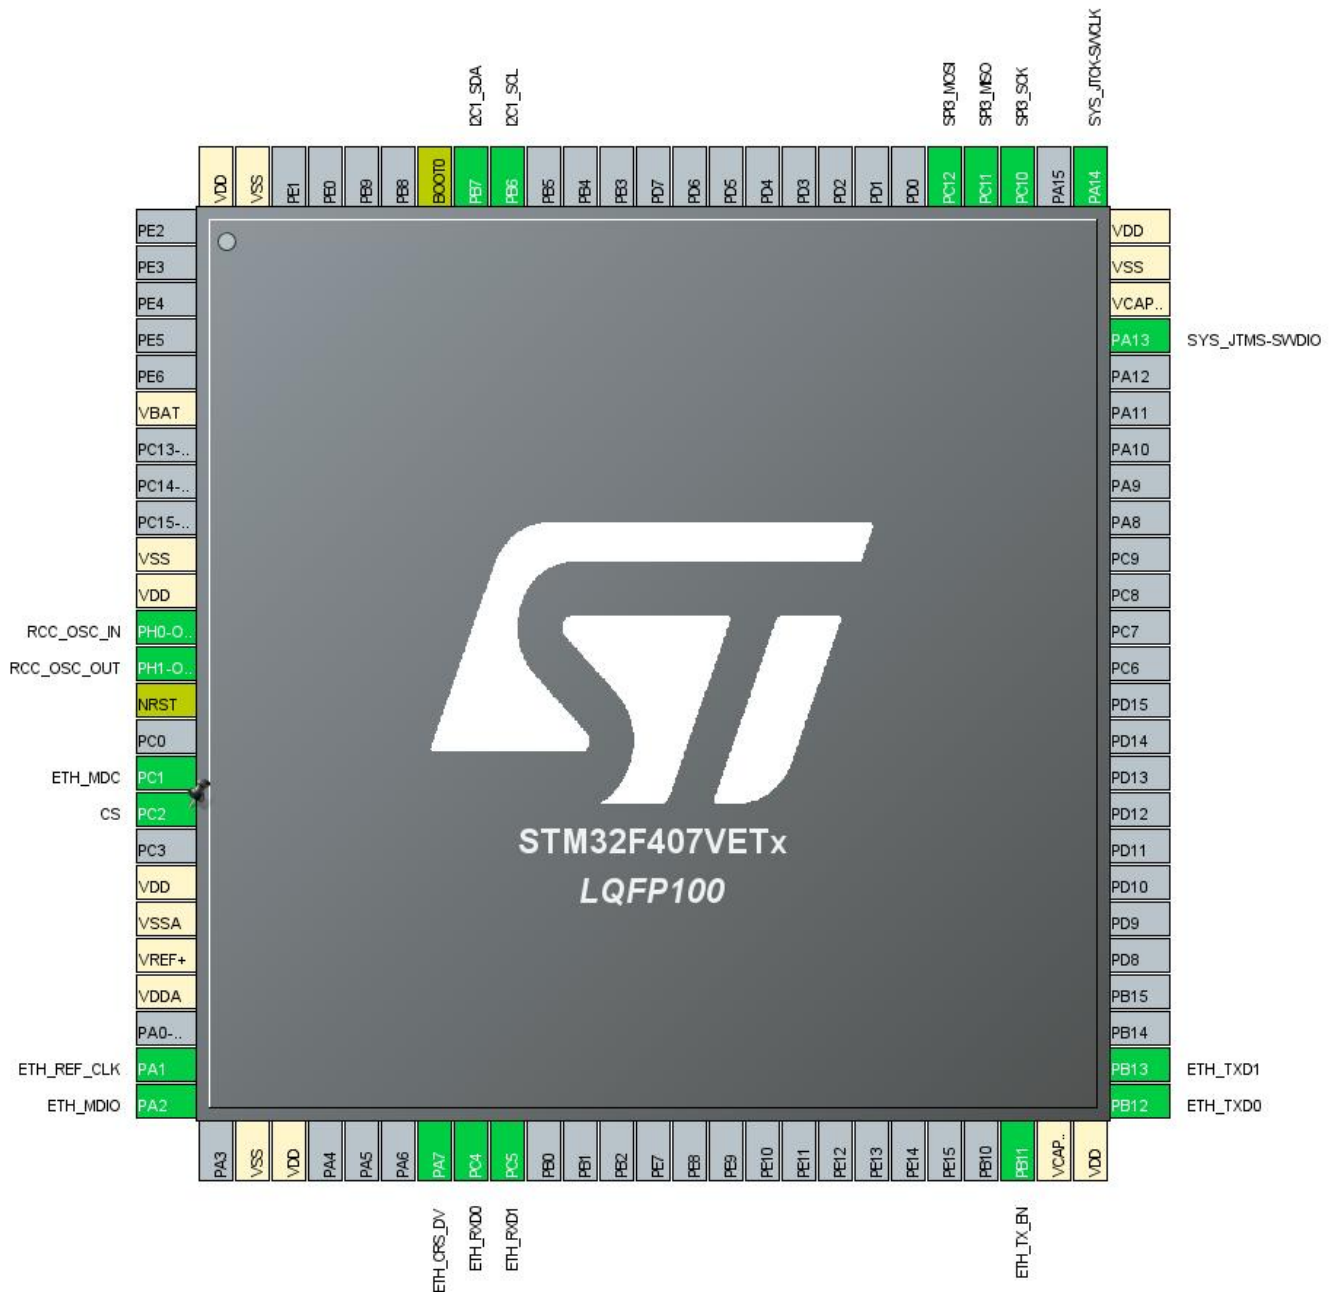 I2C1_SDA
I2C1_SCL
SPI3_MOSI
SPI3_MISO
SPI3_SCK
SYS_JTCK-SWCLK
VDD
VSS
PE1
PE0
PB9
PB8
BOOT0
PB7
PB6
PB5
PB4
PB3
PD7
PD6
PD5
PD4
PD3
PD2
PD1
PD0
PC12
PC11
PC10
PA15
PA14
PE2
PE3
PE4
PE5
PE6
VBAT
PC13-..
PC14-..
PC15-..
VSS
VDD
RCC_OSC_IN PH0-O..
RCC_OSC_OUT PH1-O..
NRST
PC0
ETH_MDC PC1
CS PC2
PC3
VDD
VSSA
VREF+
VDDA
PA0-..
ETH_REF_CLK PA1
ETH_MDIO PA2
STM32F407VETx
LQFP100
VDD
VSS
VCAP..
PA13 SYS_JTMS-SWDIO
PA12
PA11
PA10
PA9
PA8
PC9
PC8
PC7
PC6
PD15
PD14
PD13
PD12
PD11
PD10
PD9
PD8
PB15
PB14
PB13 ETH_TXD1
PB12 ETH_TXD0
PA3
VSS
VDD
PA4
PA5
PA6
PA7
PC4
PC5
PB0
PB1
PB2
PE7
PE8
PE9
PE10
PE11
PE12
PE13
PE14
PE15
PB10
PB11
VCAP..
VDD
ETH_CRS_DV
ETH_RXD0
ETH_RXD1
ETH_TX_EN